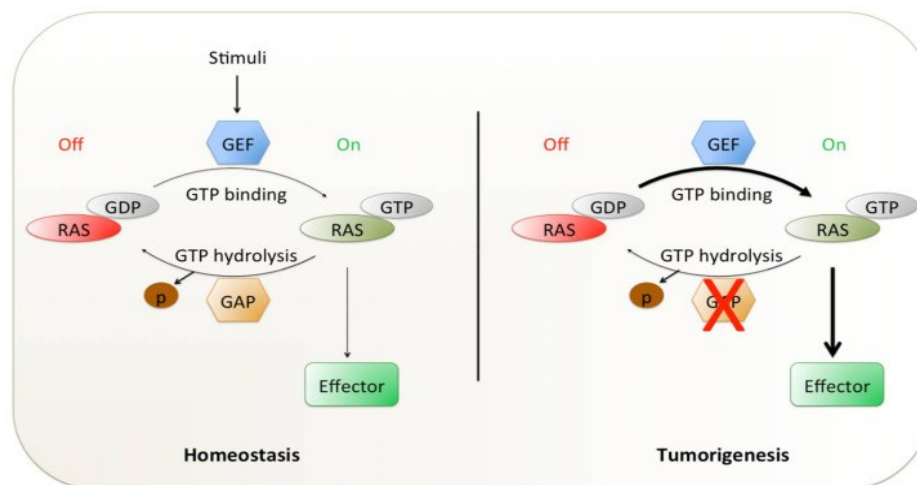 Stimuli
Off
GEF
On
GDP
GTP binding
GTP
RAS
RAS
GTP hydrolysis
p
GAP
Effector
Homeostasis
Off
GEF
On
GDP
GTP binding
GTP
RAS
RAS
GTP hydrolysis
p
GAP
Effector
Tumorigenesis